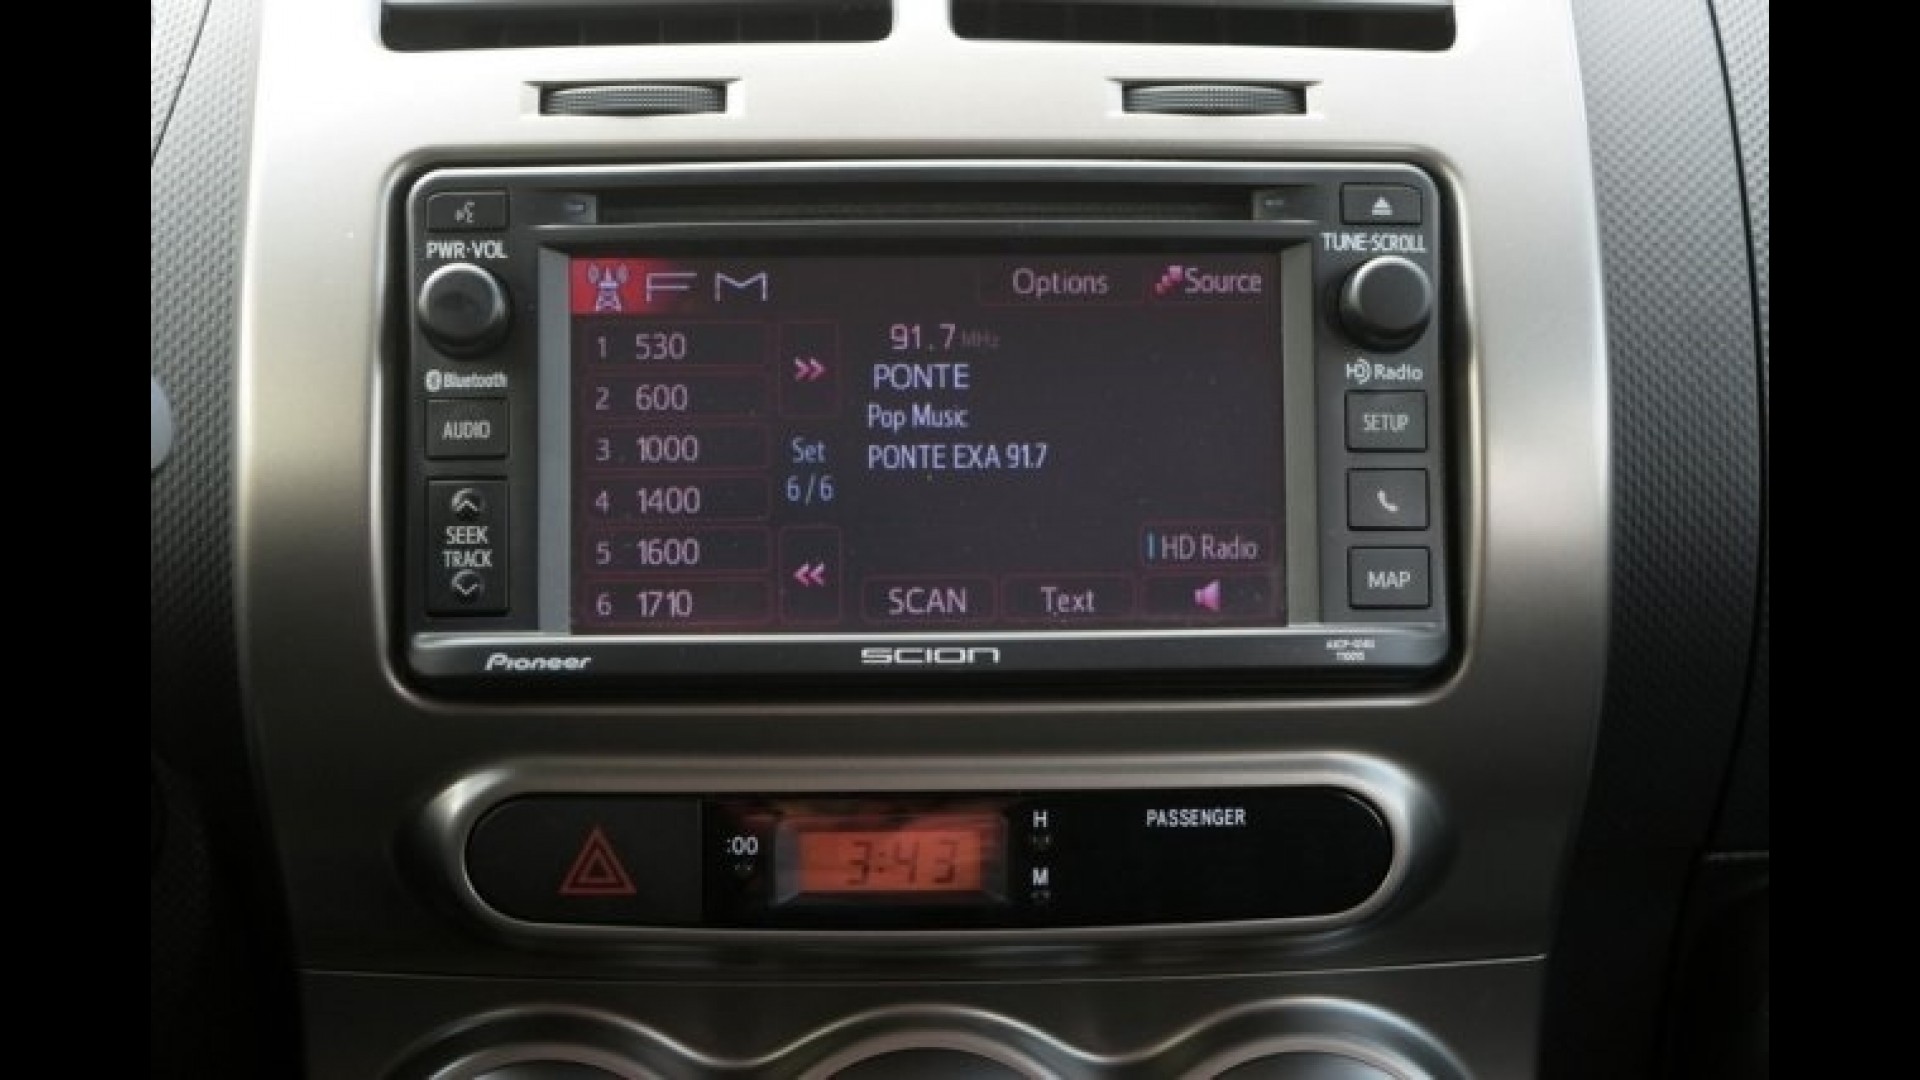 PWR·VOL
TUNE·SCROLL
FM
Options
Source
1 530
2 600
3 1000
4 1400
5 1600
6 1710
>>
Set
6/6
<<
91.7 MHz
PONTE
Pop Music
PONTE EXA 91.7
HD Radio
SCAN
Text
Bluetooth
AUDIO
SEEK
TRACK
HD Radio
SETUP
MAP
Pioneer
SCION
:00
3:43
H
M
PASSENGER